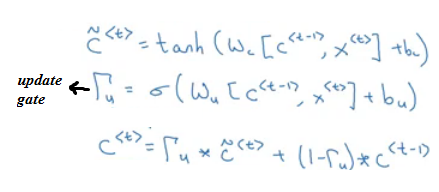 c̃<t> = tanh(Wc[c<t-1>, x<t>] + bc)
update gate ← Γu = σ(Wu[c<t-1>, x<t>] + bu)
c<t> = Γu * c̃<t> + (1-Γu) * c<t-1>